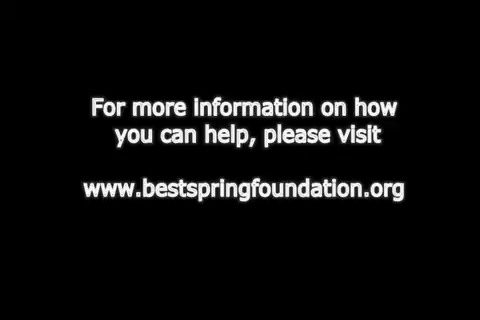 For more information on how
you can help, please visit
www.bestspringfoundation.org